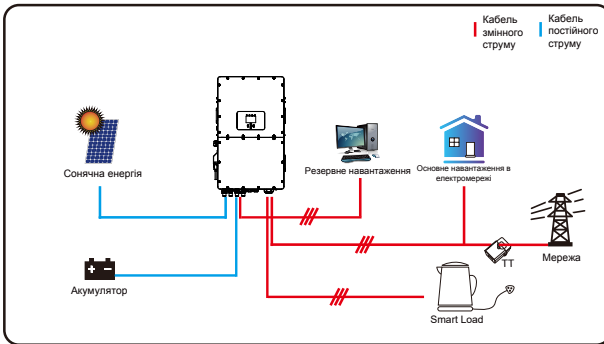 Кабель
змінного
струму
Кабель
постійного
струму
Сонячна енергія
Резервне навантаження
Основне навантаження в
електромережі
ТТ
Мережа
Акумулятор
Smart Load